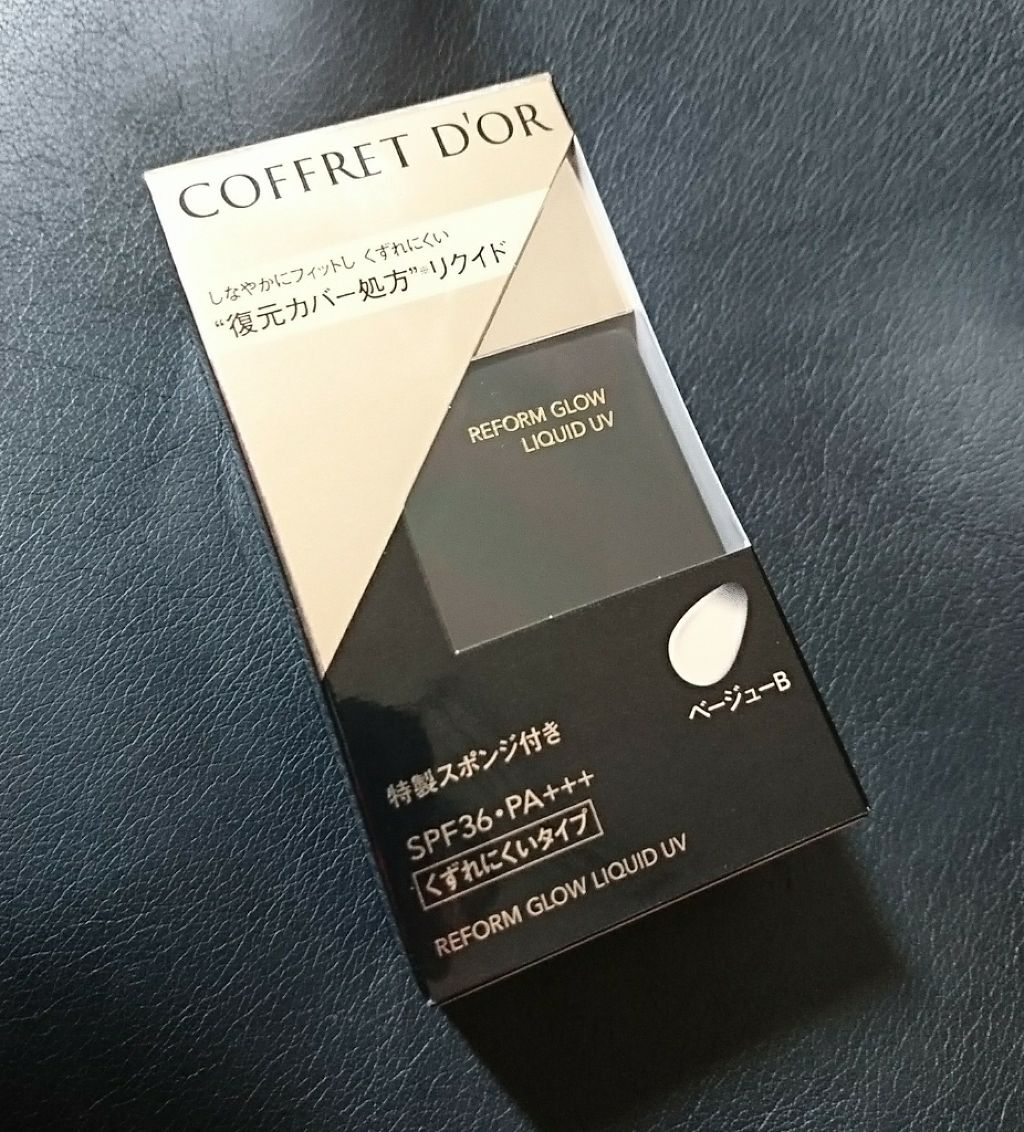 COFFRET D'OR
しなやかにフィットし くずれにくい
“復元カバー処方”※リクイド
REFORM GLOW
LIQUID UV
ベージューB
特製スポンジ付き
SPF36・PA+++
くずれにくいタイプ
REFORM GLOW LIQUID UV